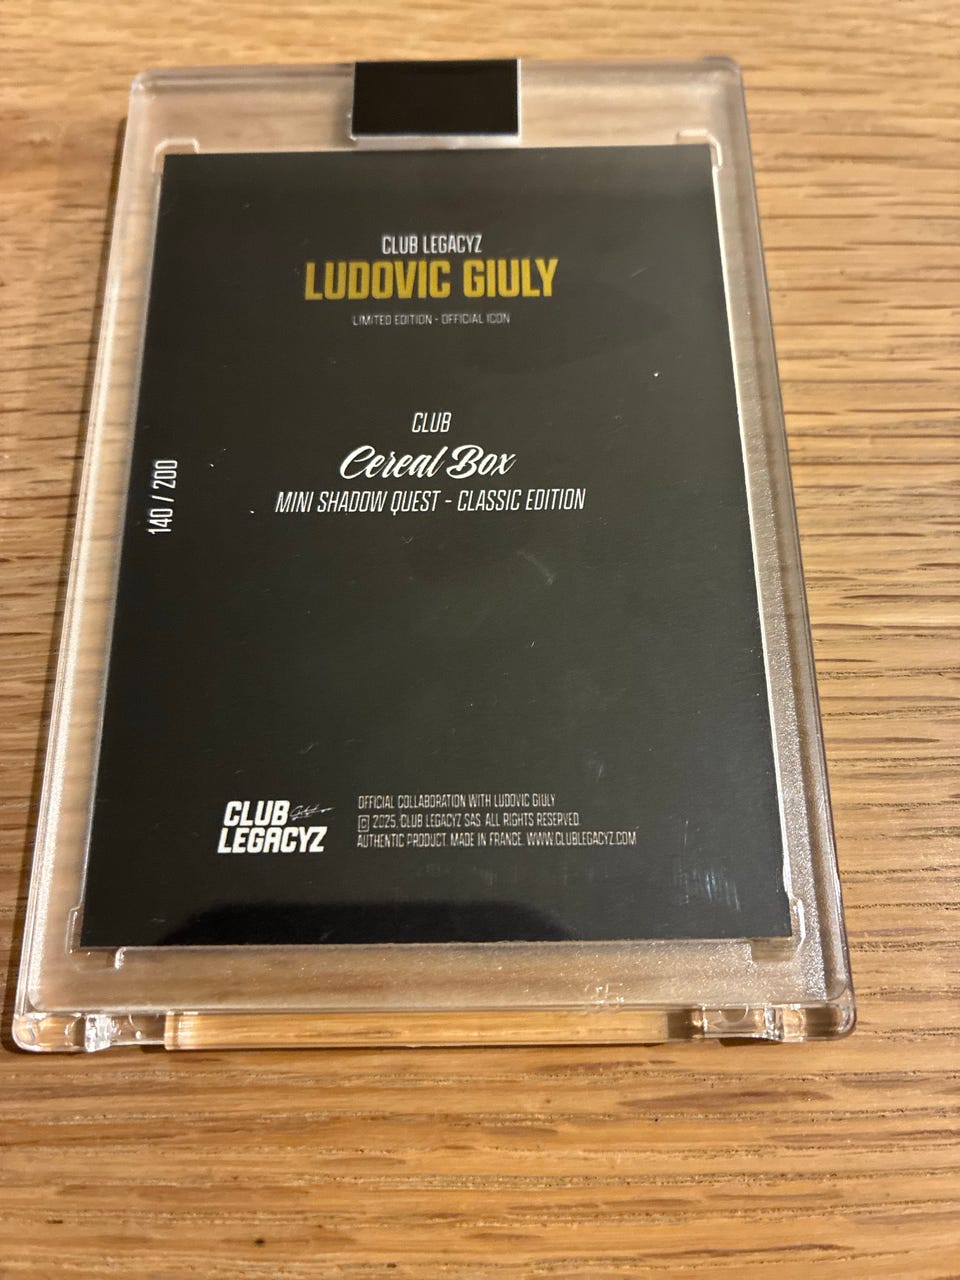 CLUB LEGACYZ
LUDOVIC GIULY
LIMITED EDITION - OFFICIAL ICON
CLUB
Cereal Box
MINI SHADOW QUEST - CLASSIC EDITION
140 / 200
CLUB
LEGACYZ
OFFICIAL COLLABORATION WITH LUDOVIC GIULY
© 2025, CLUB LEGACYZ SAS. ALL RIGHTS RESERVED.
AUTHENTIC PRODUCT. MADE IN FRANCE. WWW.CLUBLEGACYZ.COM